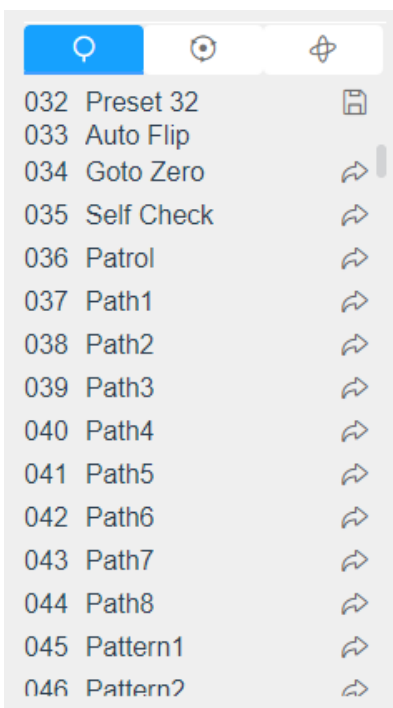 032 Preset 32
033 Auto Flip
034 Goto Zero
035 Self Check
036 Patrol
037 Path1
038 Path2
039 Path3
040 Path4
041 Path5
042 Path6
043 Path7
044 Path8
045 Pattern1
046 Pattern2